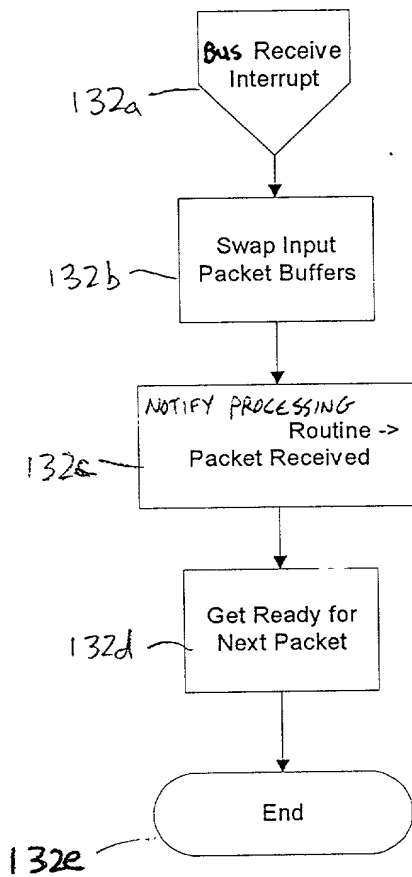 Bus Receive
Interrupt
132a
Swap Input
Packet Buffers
132b
NOTIFY PROCESSING
Routine ->
Packet Received
132c
Get Ready for
Next Packet
132d
End
132e